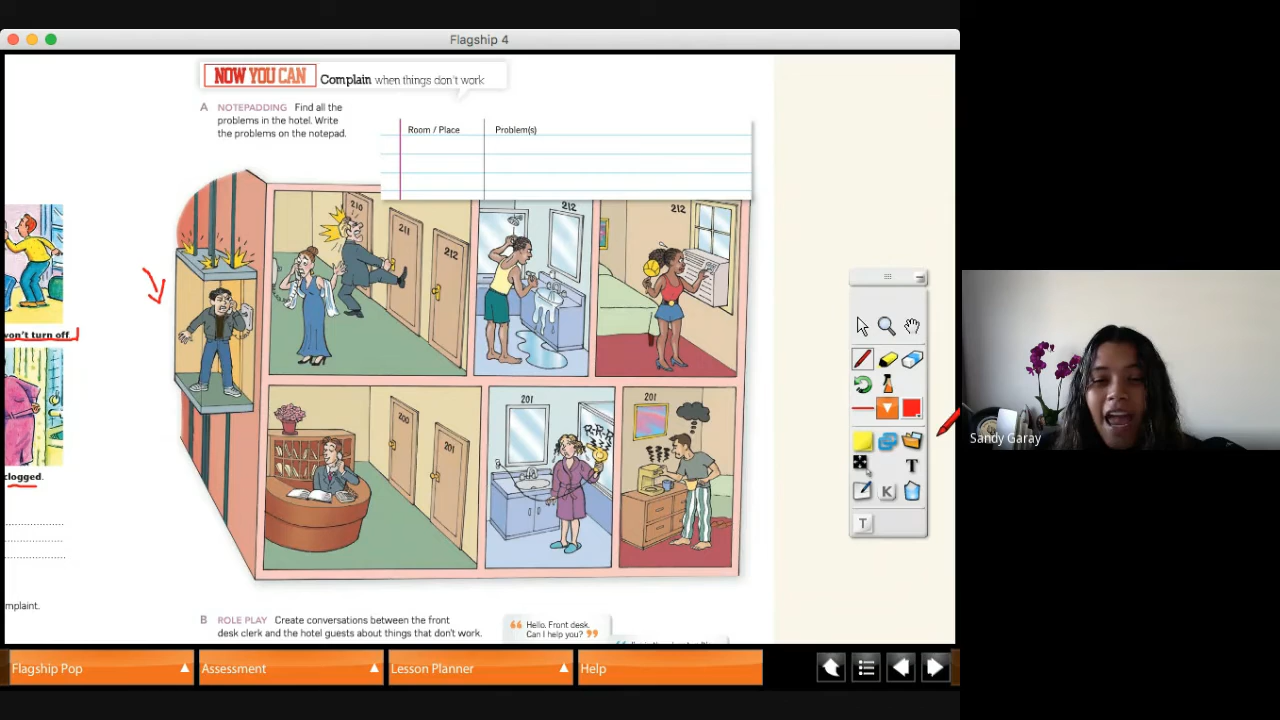 Flagship 4
NOW YOU CAN Complain when things don't work
A NOTEPADDING Find all the
problems in the hotel. Write
the problems on the notepad.
Room / Place Problem(s)
210
211
212
212
212
won't turn off.
clogged.
200
201
201
R-R-R
201
mplaint.
B ROLE PLAY Create conversations between the front
desk clerk and the hotel guests about things that don't work.
“ Hello. Front desk.
Can I help you? ”
T
K
T
Sandy Garay
Flagship Pop
Assessment
Lesson Planner
Help